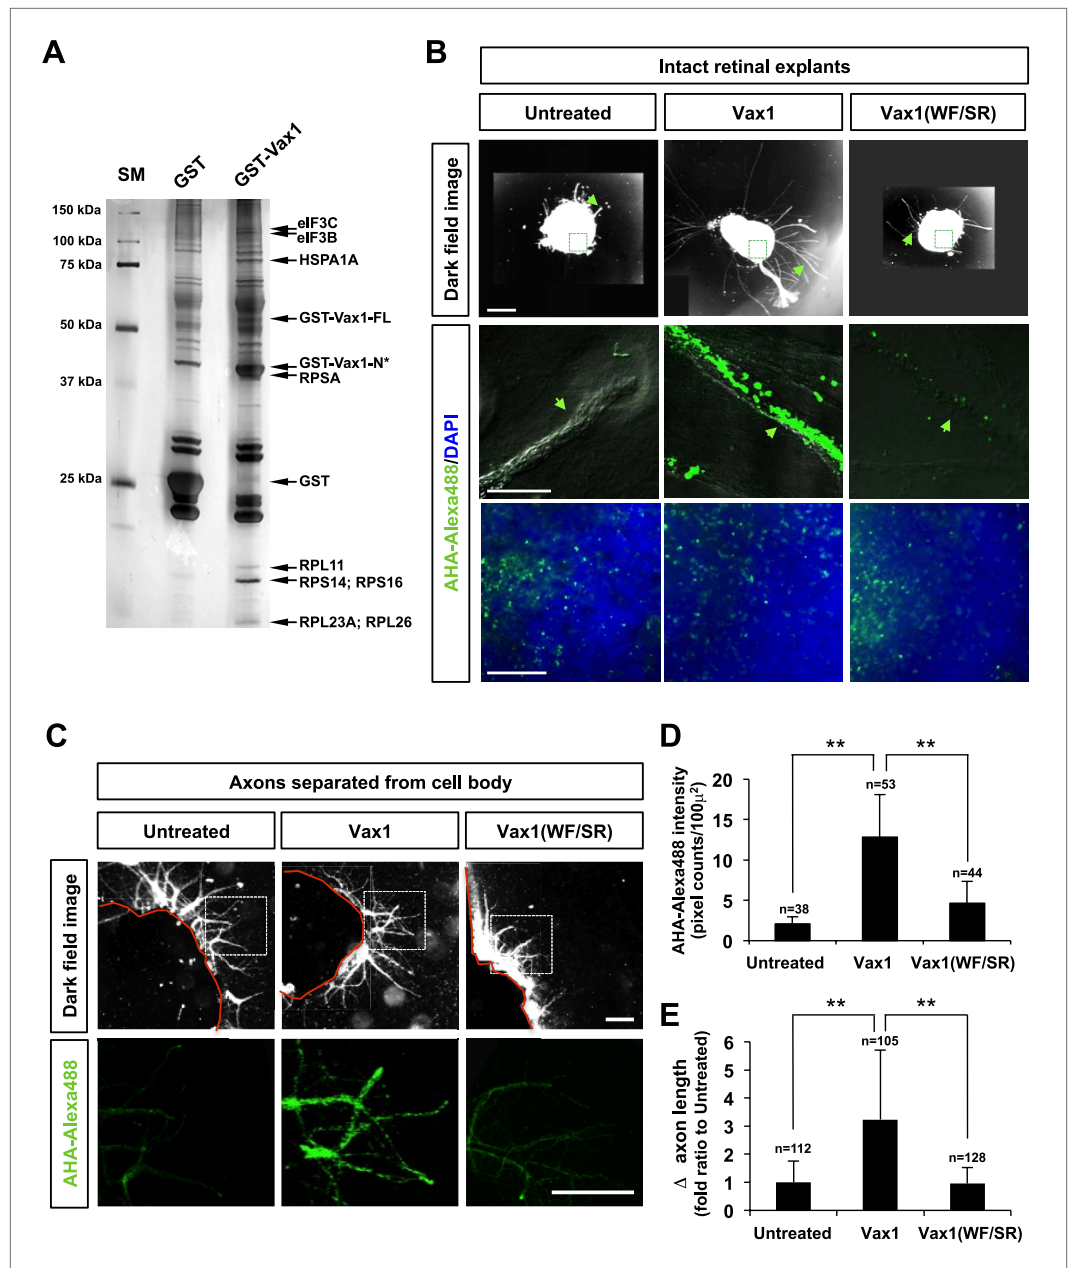 A
SM
GST
GST-Vax1
150 kDa
100 kDa
75 kDa
50 kDa
37 kDa
25 kDa
eIF3C
eIF3B
HSPA1A
GST-Vax1-FL
GST-Vax1-N*
RPSA
GST
RPL11
RPS14; RPS16
RPL23A; RPL26
B
Intact retinal explants
Untreated
Vax1
Vax1(WF/SR)
Dark field image
AHA-Alexa488/DAPI
C
Axons separated from cell body
Untreated
Vax1
Vax1(WF/SR)
Dark field image
AHA-Alexa488
D
**
**
AHA-Alexa488 intensity
(pixel counts/100μ²)
20
15
10
5
0
n=38
n=53
n=44
Untreated
Vax1
Vax1(WF/SR)
E
**
**
Δ axon length
(fold ratio to Untreated)
6
5
4
3
2
1
0
n=112
n=105
n=128
Untreated
Vax1
Vax1(WF/SR)